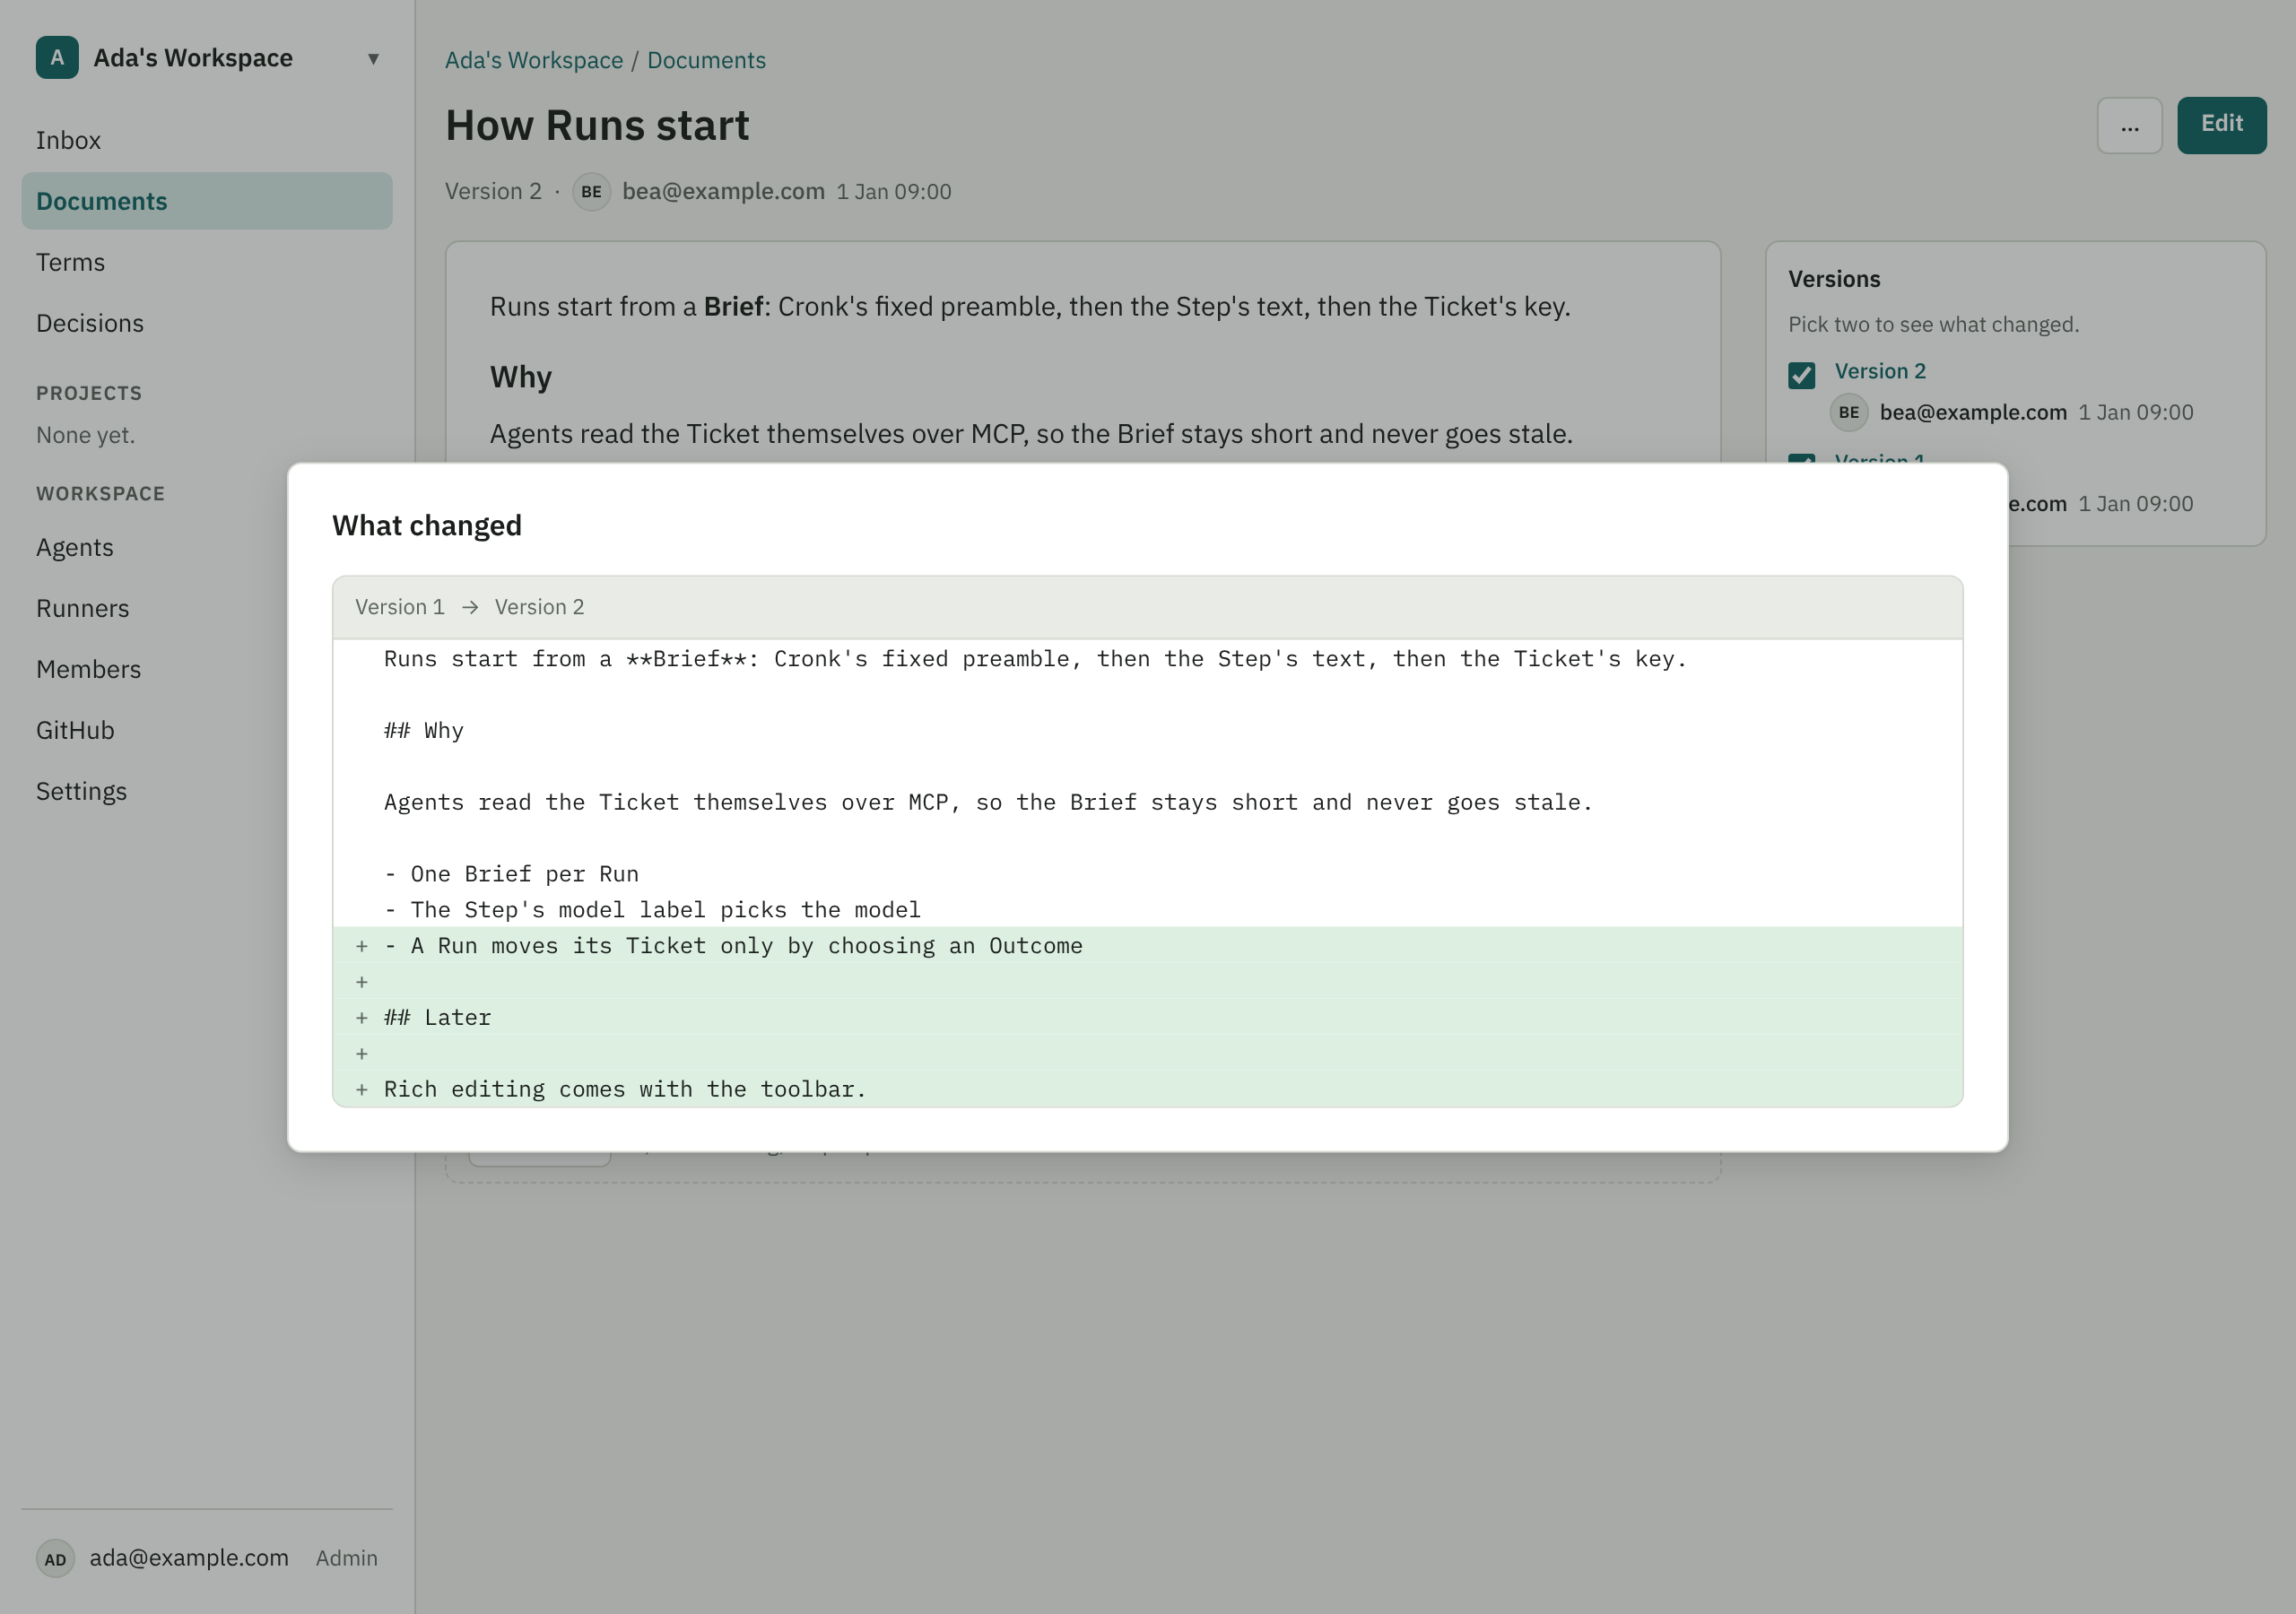 A Ada's Workspace ▾
Inbox
Documents
Terms
Decisions
PROJECTS
None yet.
WORKSPACE
Agents
Runners
Members
GitHub
Settings
AD ada@example.com Admin
Ada's Workspace / Documents
How Runs start
... Edit
Version 2 · BE bea@example.com 1 Jan 09:00
Runs start from a Brief: Cronk's fixed preamble, then the Step's text, then the Ticket's key.
Why
Agents read the Ticket themselves over MCP, so the Brief stays short and never goes stale.
Versions
Pick two to see what changed.
Version 2
BE bea@example.com 1 Jan 09:00
Version 1
e.com 1 Jan 09:00
What changed
Version 1 → Version 2
Runs start from a **Brief**: Cronk's fixed preamble, then the Step's text, then the Ticket's key.
## Why
Agents read the Ticket themselves over MCP, so the Brief stays short and never goes stale.
- One Brief per Run
- The Step's model label picks the model
+ - A Run moves its Ticket only by choosing an Outcome
+
+ ## Later
+
+ Rich editing comes with the toolbar.